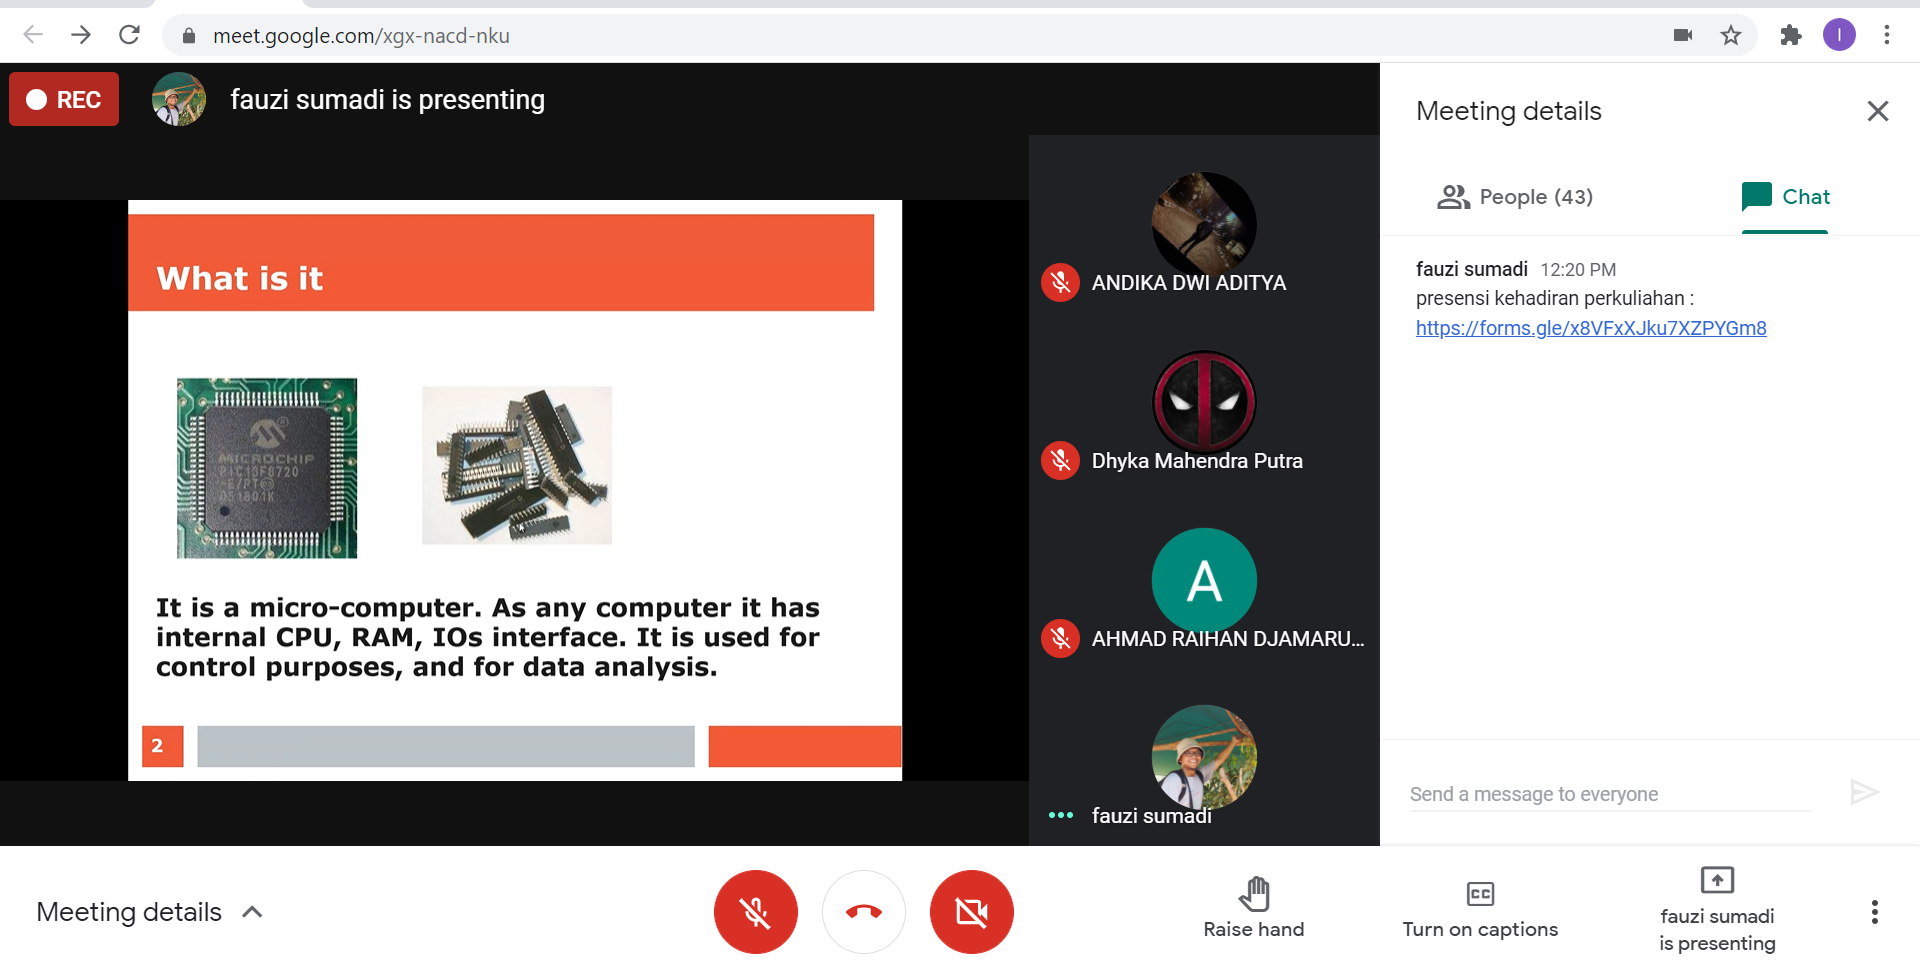 meet.google.com/xgx-nacd-nku
I
REC
fauzi sumadi is presenting
What is it
MICROCHIP
PIC18F8720
-E/PT
051801K
It is a micro-computer. As any computer it has
internal CPU, RAM, IOs interface. It is used for
control purposes, and for data analysis.
2
ANDIKA DWI ADITYA
Dhyka Mahendra Putra
A
AHMAD RAIHAN DJAMARU...
fauzi sumadi
Meeting details
People (43)
Chat
fauzi sumadi 12:20 PM
presensi kehadiran perkuliahan :
https://forms.gle/x8VFxXJku7XZPYGm8
Send a message to everyone
Meeting details
Raise hand
CC
Turn on captions
fauzi sumadi
is presenting